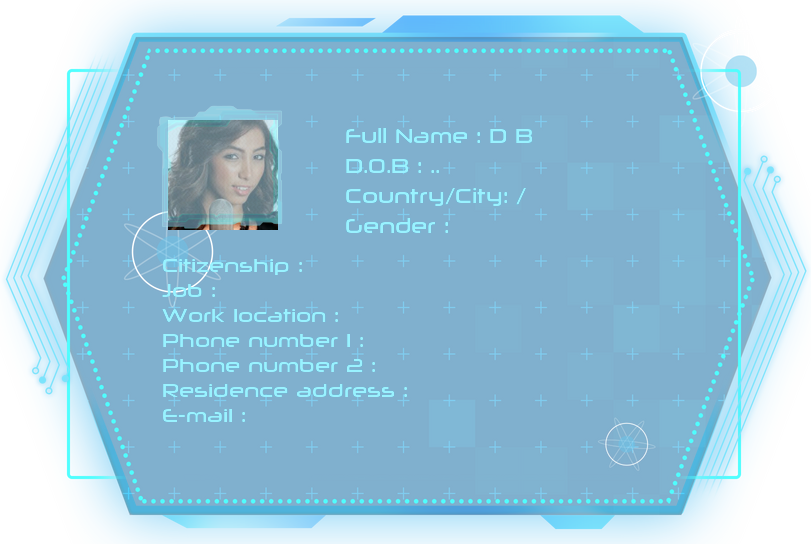 Full Name : D B
D.O.B : ..
Country/City: /
Gender :
Citizenship :
Job :
Work location :
Phone number 1 :
Phone number 2 :
Residence address :
E-mail :